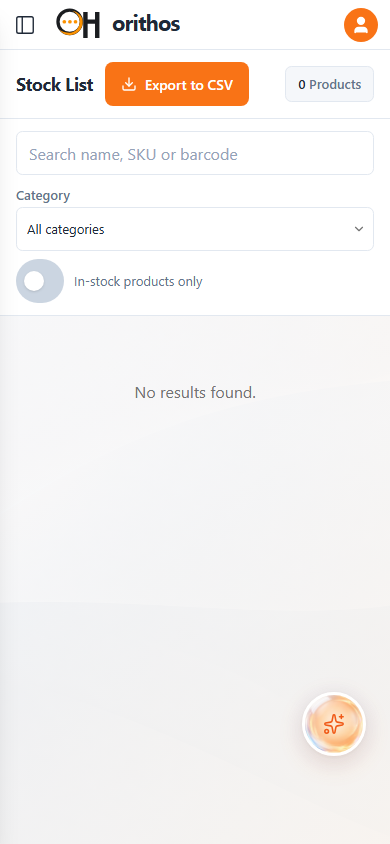 OH orithos
Stock List
Export to CSV
0 Products
Search name, SKU or barcode
Category
All categories
In-stock products only
No results found.